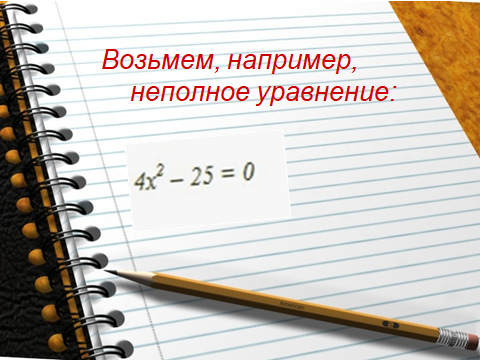 Возьмем, например,
неполное уравнение:
4x² – 25 = 0